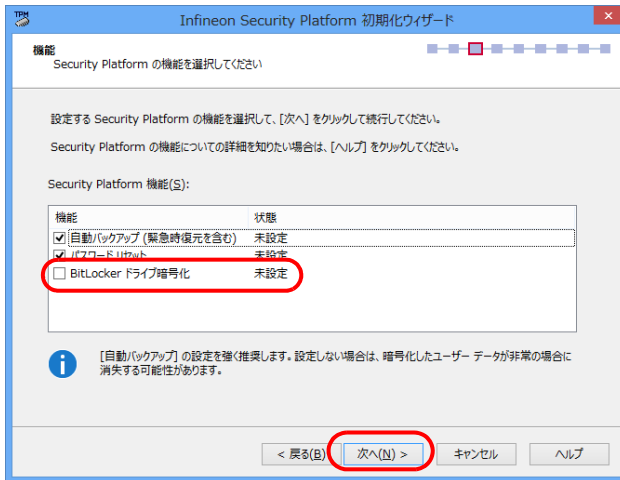 TPM
Infineon Security Platform 初期化ウィザード
機能
Security Platform の機能を選択してください
設定する Security Platform の機能を選択して、[次へ] をクリックして続行してください。
Security Platform の機能についての詳細を知りたい場合は、[ヘルプ] をクリックしてください。
Security Platform 機能(S):
機能 状態
自動バックアップ (緊急時復元を含む) 未設定
パスワード リセット 未設定
BitLocker ドライブ暗号化 未設定
[自動バックアップ] の設定を強く推奨します。設定しない場合は、暗号化したユーザー データが非常の場合に
消失する可能性があります。
< 戻る(B) 次へ(N) > キャンセル ヘルプ